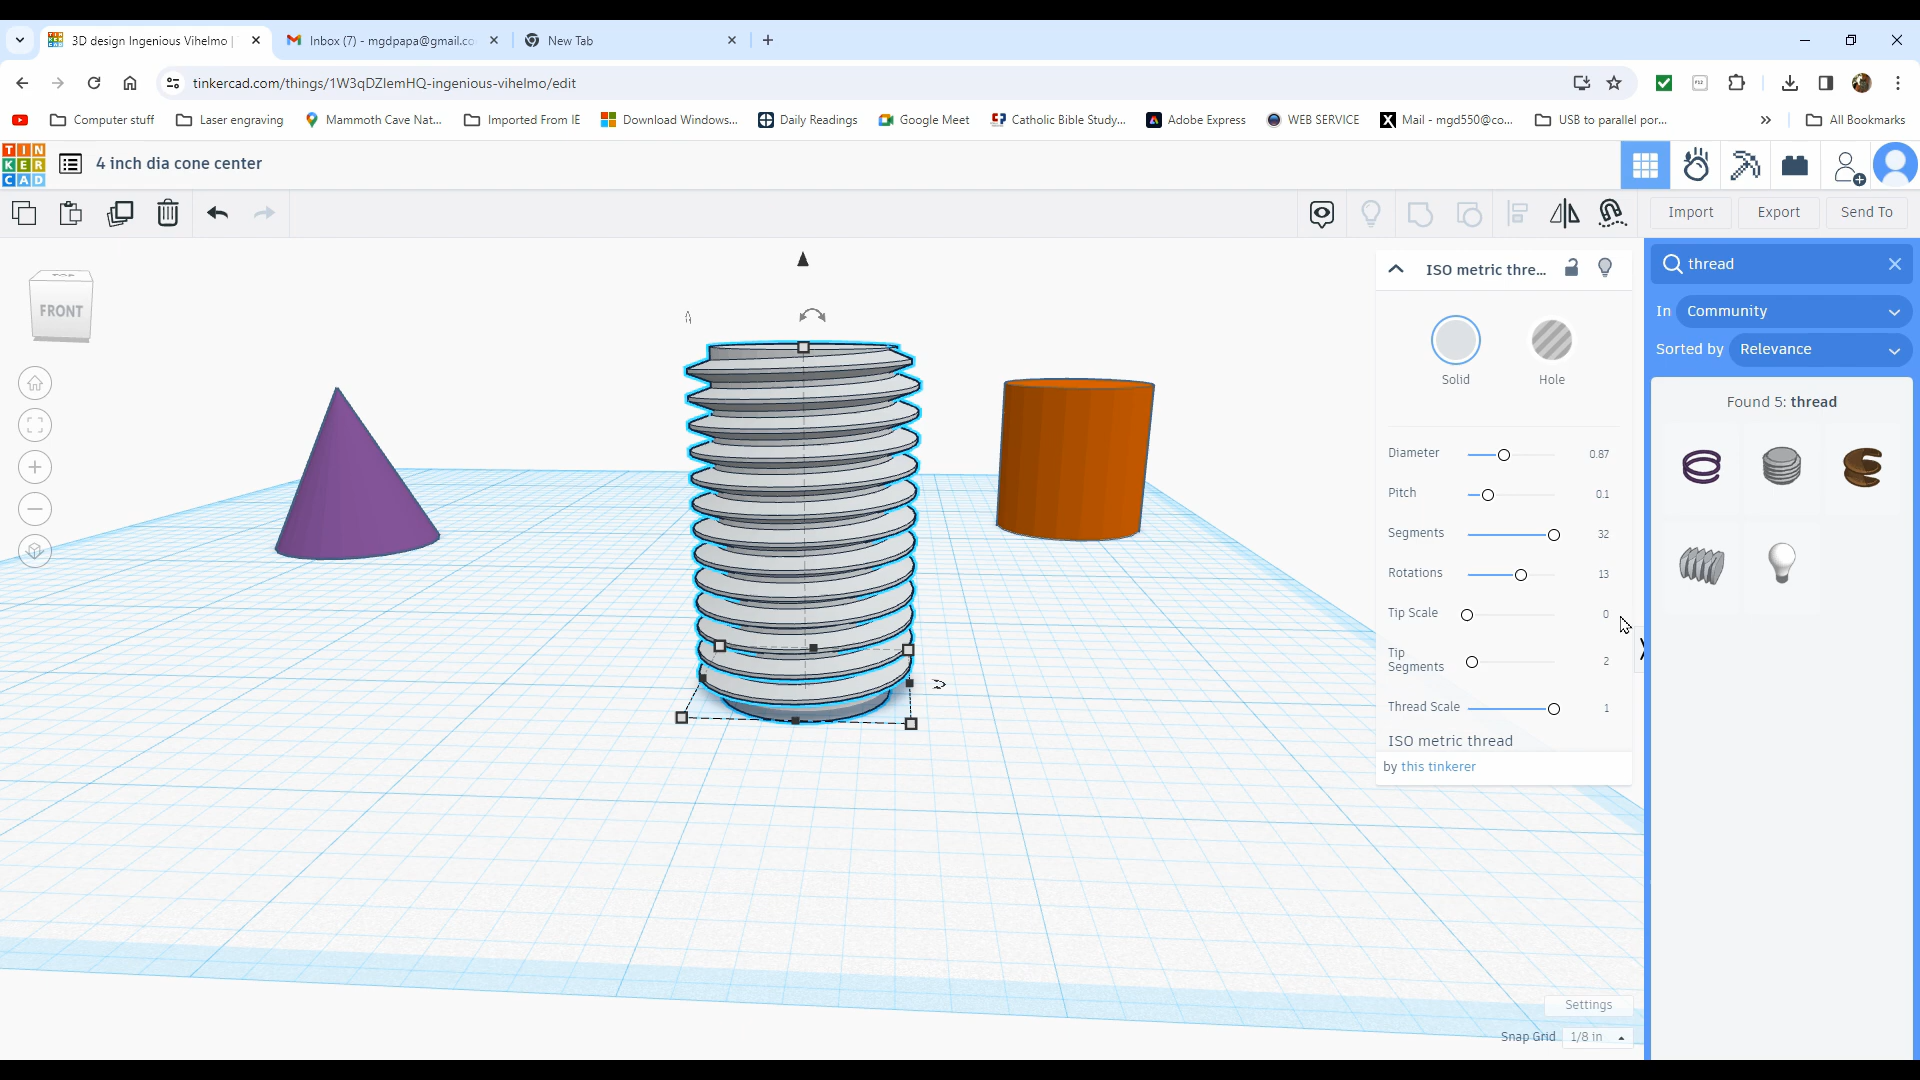 3D design Ingenious Vihelmo |
Inbox (7) - mgdpapa@gmail.co
New Tab
tinkercad.com/things/1W3qDZlemHQ-ingenious-vihelmo/edit
Computer stuff
Laser engraving
Mammoth Cave Nat...
Imported From IE
Download Windows...
Daily Readings
Google Meet
Catholic Bible Study...
Adobe Express
WEB SERVICE
Mail - mgd550@co...
USB to parallel por...
»
All Bookmarks
TIN
KER
CAD
4 inch dia cone center
Import
Export
Send To
TOP
FRONT
ISO metric thre...
Solid
Hole
Diameter 0.87
Pitch 0.1
Segments 32
Rotations 13
Tip Scale 0
Tip
Segments 2
Thread Scale 1
ISO metric thread
by this tinkerer
thread
In Community
Sorted by Relevance
Found 5: thread
Settings
Snap Grid 1/8 in